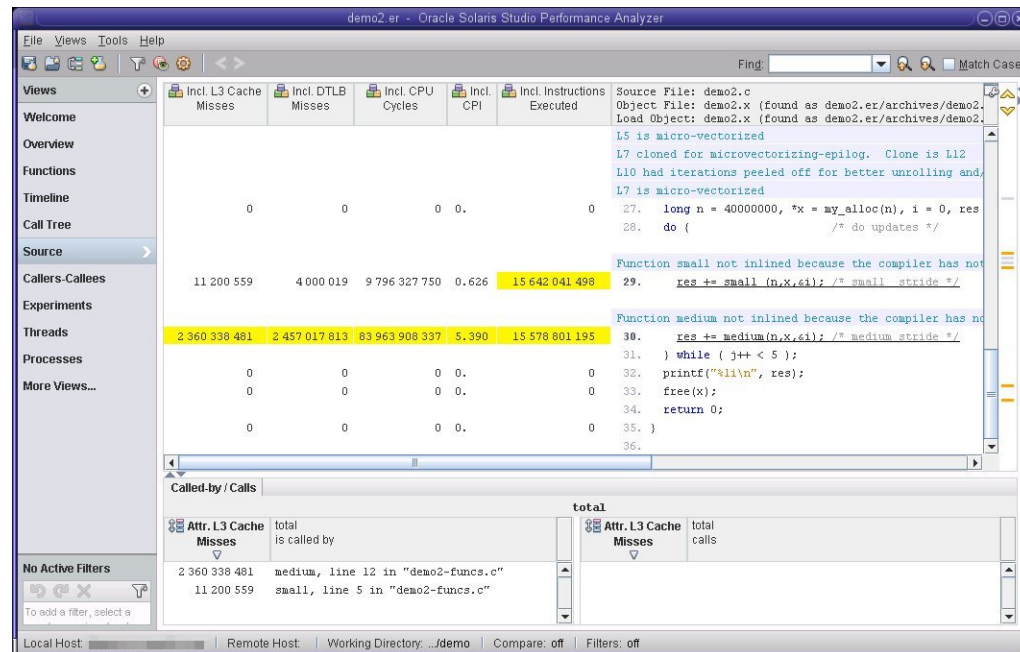 demo2.er - Oracle Solaris Studio Performance Analyzer
File Views Tools Help
Find:
Match Case
Views
Welcome
Overview
Functions
Timeline
Call Tree
Source
Callers-Callees
Experiments
Threads
Processes
More Views...
Incl. L3 Cache Misses
Incl. DTLB Misses
Incl. CPU Cycles
Incl. CPI
Incl. Instructions Executed
Source File: demo2.c
Object File: demo2.x (found as demo2.er/archives/demo2.
Load Object: demo2.x (found as demo2.er/archives/demo2.
L5 is micro-vectorized
L7 cloned for microvectorizing-epilog. Clone is L12
L10 had iterations peeled off for better unrolling and/
L7 is micro-vectorized
0 0 0 0. 0 27. long n = 40000000, *x = my_alloc(n), i = 0, res
28. do { /* do updates */
Function small not inlined because the compiler has not
11 200 559 4 000 019 9 796 327 750 0.626 15 642 041 498 29. res += small (n,x,&i); /* small stride */
Function medium not inlined because the compiler has no
2 360 338 481 2 457 017 813 83 963 908 337 5.390 15 578 801 195 30. res += medium(n,x,&i); /* medium stride */
31. } while ( j++ < 5 );
0 0 0 0. 0 32. printf("%li\n", res);
0 0 0 0. 0 33. free(x);
34. return 0;
0 0 0 0. 0 35. }
36.
Called-by / Calls
total
Attr. L3 Cache Misses
total
is called by
Attr. L3 Cache Misses
total
calls
2 360 338 481 medium, line 12 in "demo2-funcs.c"
11 200 559 small, line 5 in "demo2-funcs.c"
No Active Filters
To add a filter, select a
Local Host:
Remote Host:
Working Directory: .../demo
Compare: off
Filters: off